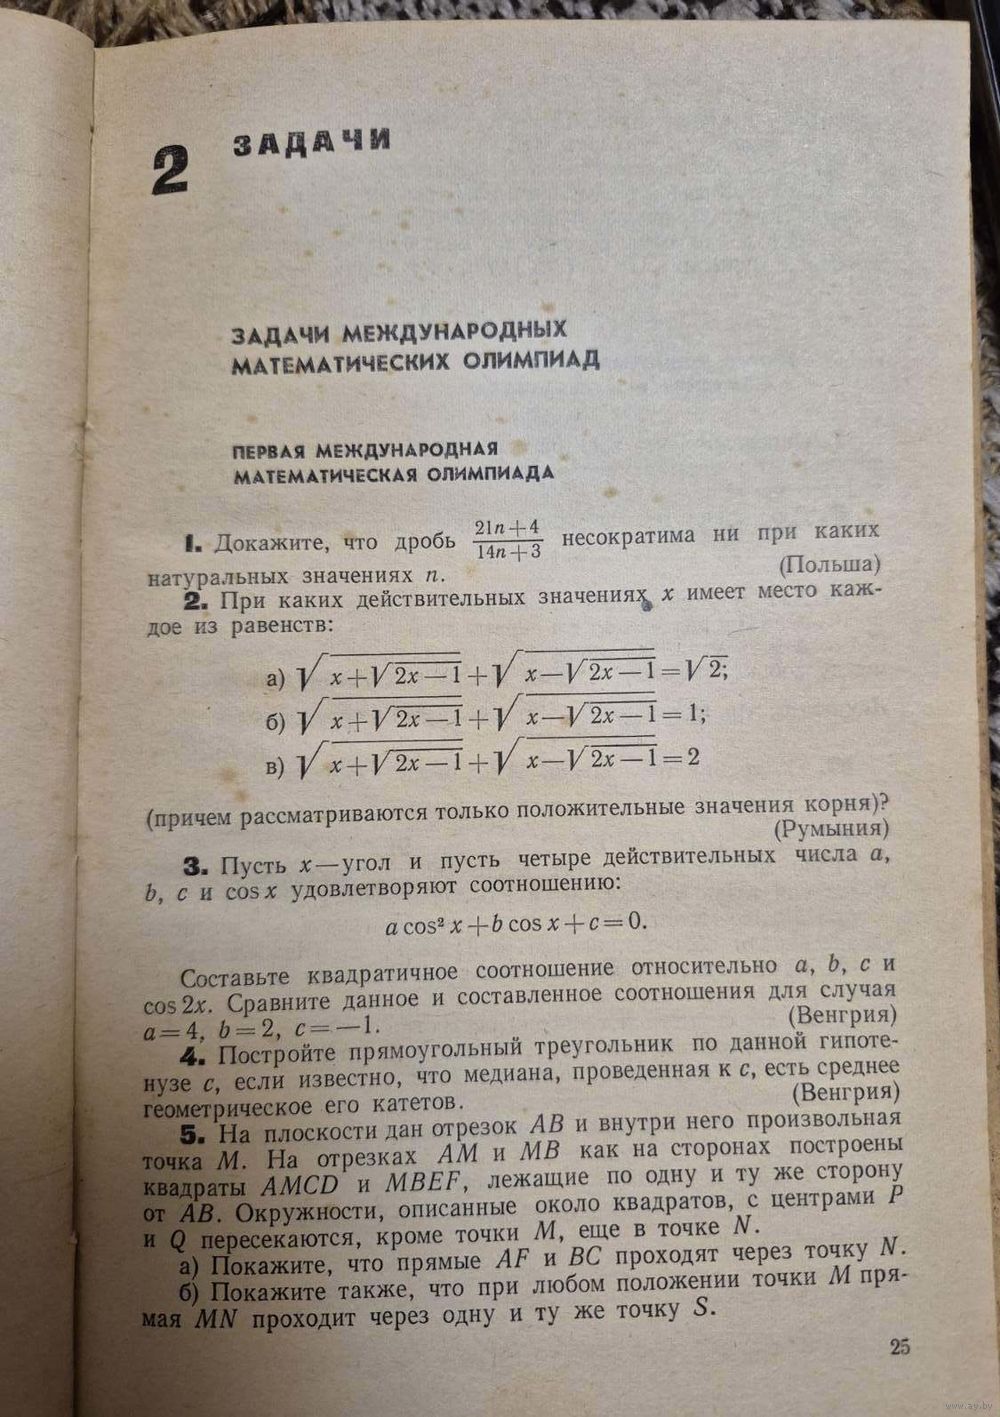 2 ЗАДАЧИ
ЗАДАЧИ МЕЖДУНАРОДНЫХ
МАТЕМАТИЧЕСКИХ ОЛИМПИАД
ПЕРВАЯ МЕЖДУНАРОДНАЯ
МАТЕМАТИЧЕСКАЯ ОЛИМПИАДА
1. Докажите, что дробь (21n+4)/(14n+3) несократима ни при каких
натуральных значениях n. (Польша)
2. При каких действительных значениях x имеет место каж-
дое из равенств:
а) √(x+√(2x—1))+√(x—√(2x—1))=√2;
б) √(x+√(2x—1))+√(x—√(2x—1))=1;
в) √(x+√(2x—1))+√(x—√(2x—1))=2
(причем рассматриваются только положительные значения корня)?
(Румыния)
3. Пусть x—угол и пусть четыре действительных числа a,
b, c и cos x удовлетворяют соотношению:
a cos² x+b cos x+c=0.
Составьте квадратичное соотношение относительно a, b, c и
cos 2x. Сравните данное и составленное соотношения для случая
a=4, b=2, c=—1. (Венгрия)
4. Постройте прямоугольный треугольник по данной гипоте-
нузе c, если известно, что медиана, проведенная к c, есть среднее
геометрическое его катетов. (Венгрия)
5. На плоскости дан отрезок AB и внутри него произвольная
точка M. На отрезках AM и MB как на сторонах построены
квадраты AMCD и MBEF, лежащие по одну и ту же сторону
от AB. Окружности, описанные около квадратов, с центрами P
и Q пересекаются, кроме точки M, еще в точке N.
а) Покажите, что прямые AF и BC проходят через точку N.
б) Покажите также, что при любом положении точки M пря-
мая MN проходит через одну и ту же точку S.
25
www.ay.by